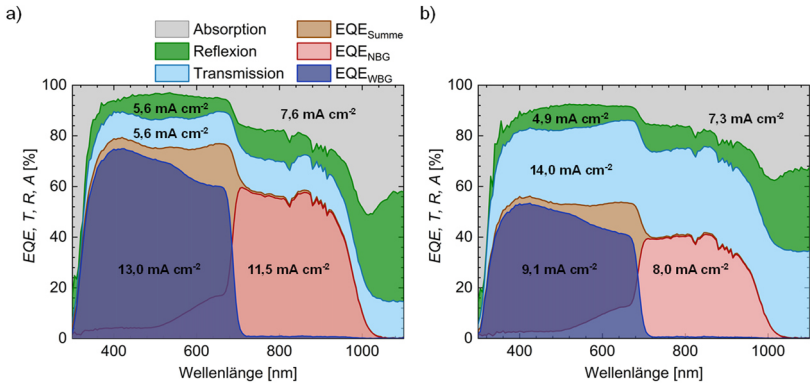 a)
b)
Absorption
Reflexion
Transmission
EQE_Summe
EQE_NBG
EQE_WBG
100
80
60
40
20
0
EQE, T, R, A [%]
5,6 mA cm⁻²
5,6 mA cm⁻²
7,6 mA cm⁻²
13,0 mA cm⁻²
11,5 mA cm⁻²
400 600 800 1000
Wellenlänge [nm]
100
80
60
40
20
0
EQE, T, R, A [%]
4,9 mA cm⁻²
7,3 mA cm⁻²
14,0 mA cm⁻²
9,1 mA cm⁻²
8,0 mA cm⁻²
400 600 800 1000
Wellenlänge [nm]